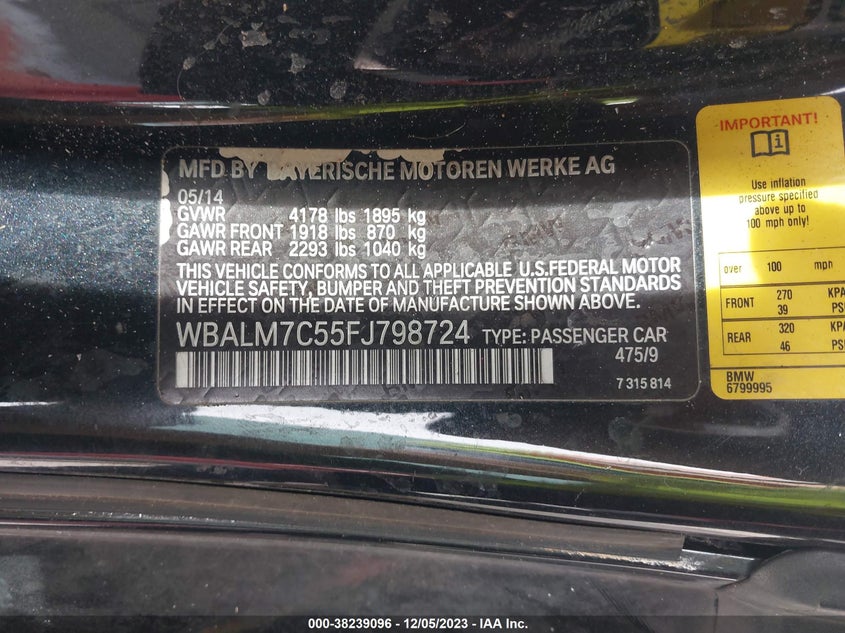 MFD BY BAYERISCHE MOTOREN WERKE AG
05/14
GVWR 4178 lbs 1895 kg
GAWR FRONT 1918 lbs 870 kg
GAWR REAR 2293 lbs 1040 kg
THIS VEHICLE CONFORMS TO ALL APPLICABLE U.S.FEDERAL MOTOR
VEHICLE SAFETY, BUMPER AND THEFT PREVENTION STANDARDS
IN EFFECT ON THE DATE OF MANUFACTURE SHOWN ABOVE.
WBALM7C55FJ798724 TYPE: PASSENGER CAR
475/9
7 315 814
IMPORTANT!
i
Use inflation
pressure specified
above up to
100 mph only!
over 100 mph
FRONT 270 KPA
39
REAR 320 KPA
46
BMW
6799995
000-38239096 - 12/05/2023 - IAA Inc.